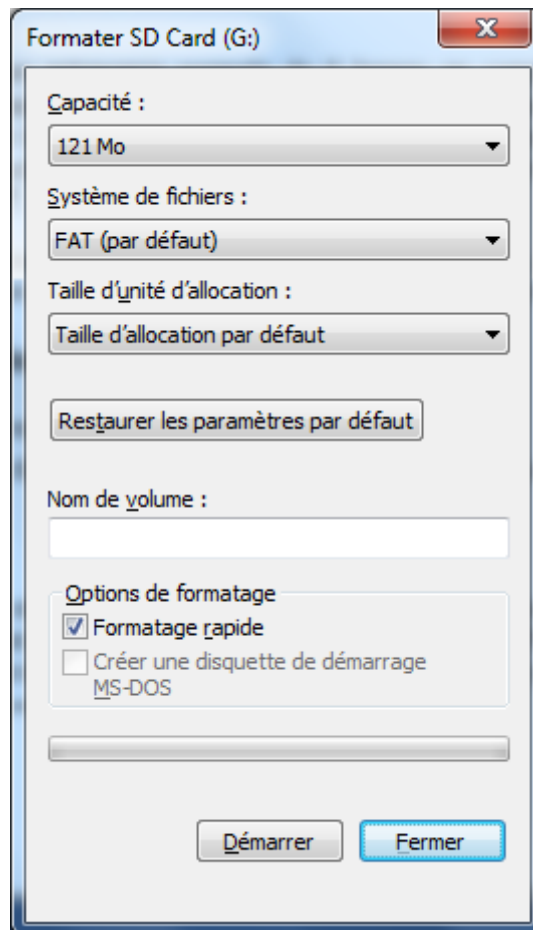 Formater SD Card (G:)
Capacité :
121 Mo
Système de fichiers :
FAT (par défaut)
Taille d’unité d’allocation :
Taille d’allocation par défaut
Restaurer les paramètres par défaut
Nom de volume :
Options de formatage
Formatage rapide
Créer une disquette de démarrage
MS-DOS
Démarrer
Fermer